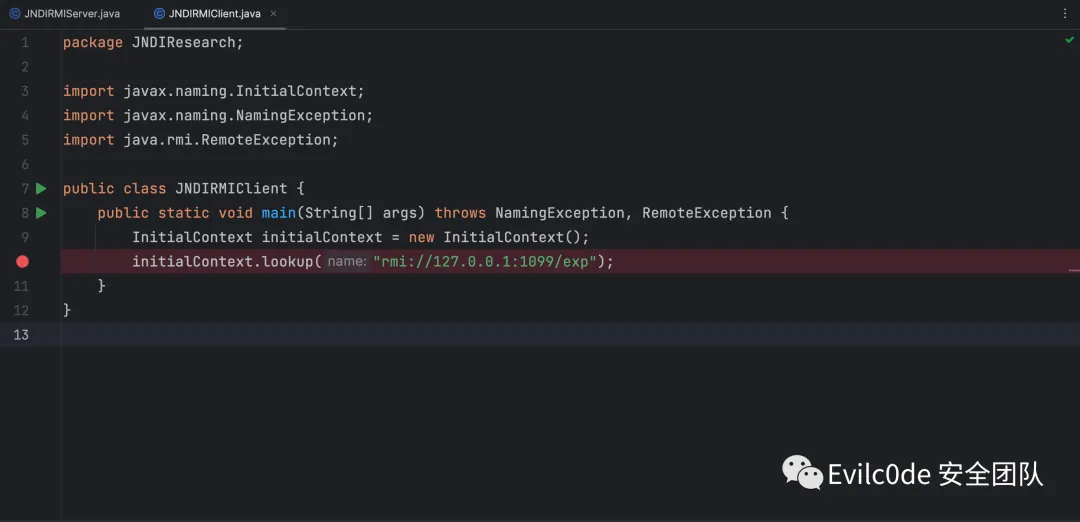 JNDIRMIServer.java JNDIRMIClient.java ×
1 package JNDIResearch;
2
3 import javax.naming.InitialContext;
4 import javax.naming.NamingException;
5 import java.rmi.RemoteException;
6
7 public class JNDIRMIClient {
8 public static void main(String[] args) throws NamingException, RemoteException {
9 InitialContext initialContext = new InitialContext();
initialContext.lookup( name: "rmi://127.0.0.1:1099/exp");
11 }
12 }
13
Evilc0de 安全团队